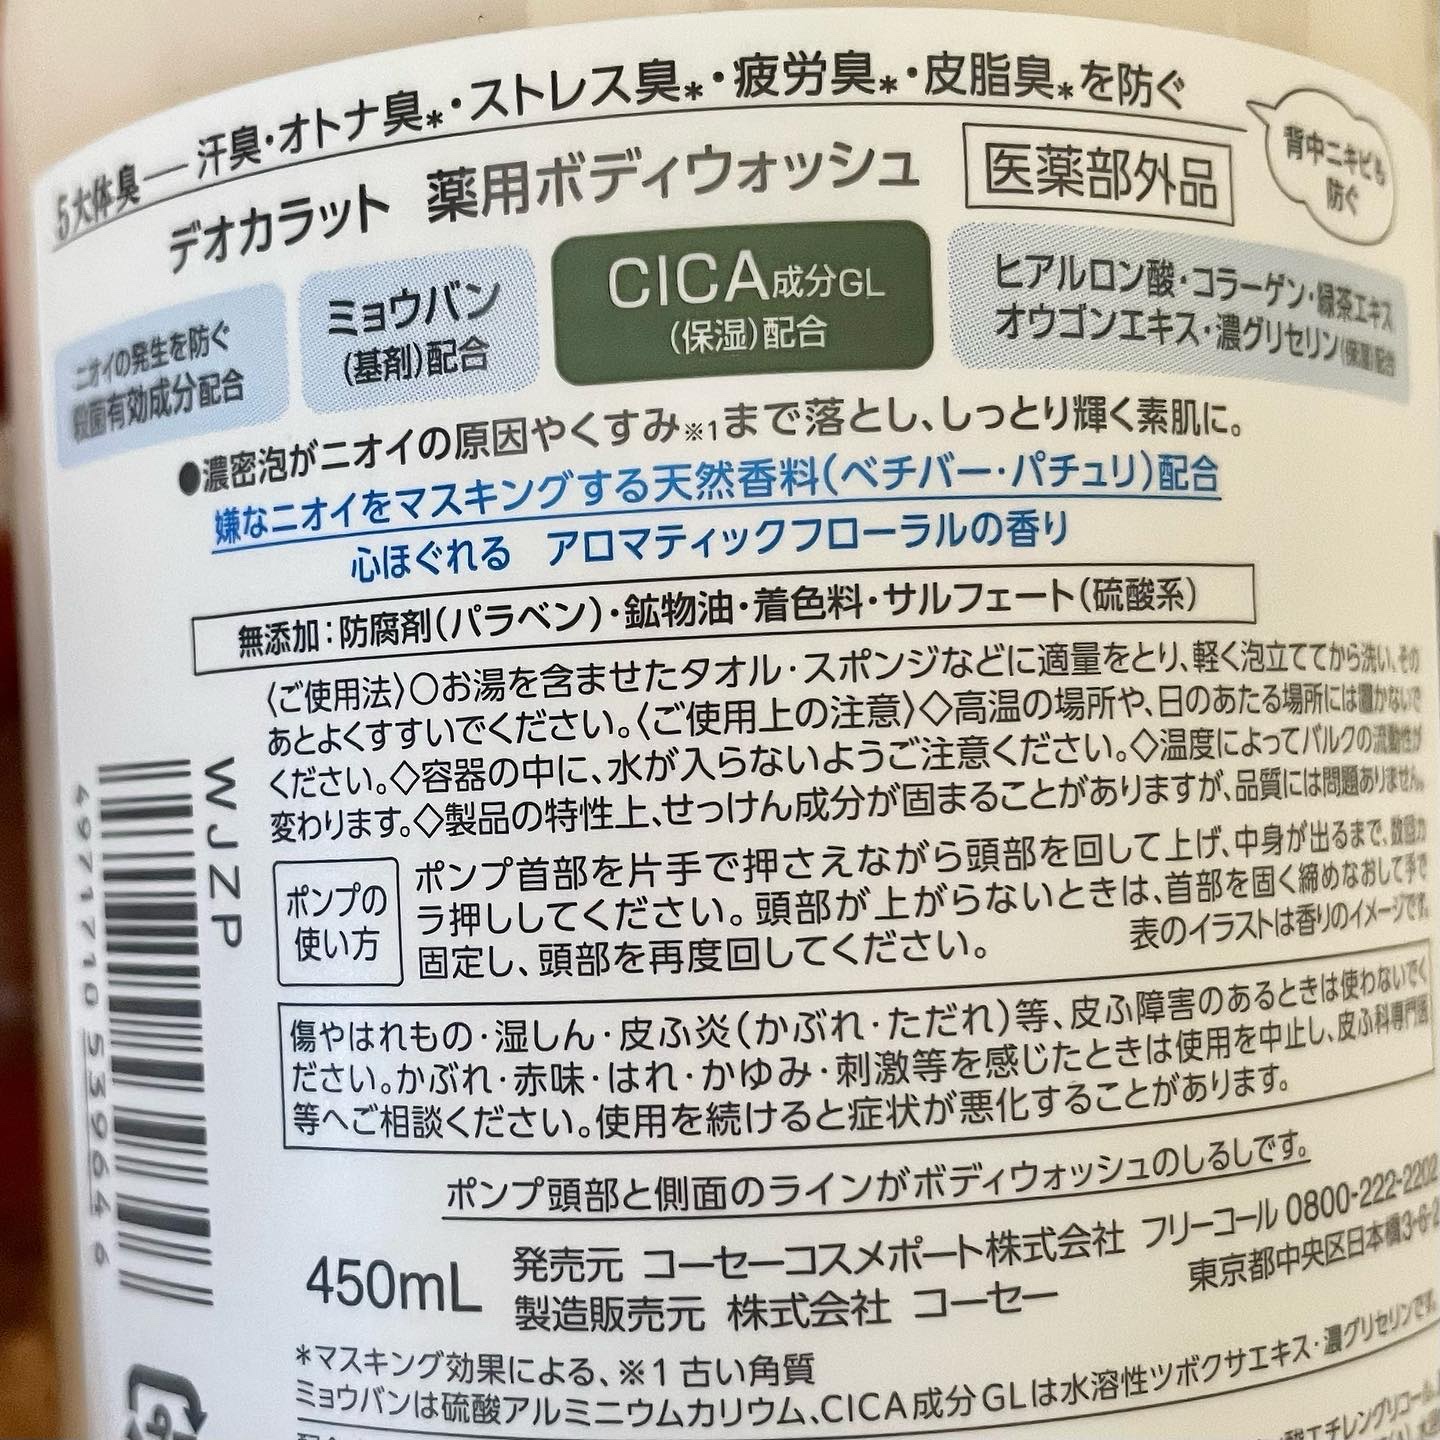 5大体臭—汗臭・オトナ臭*・ストレス臭*・疲労臭*・皮脂臭*を防ぐ
デオカラット 薬用ボディウォッシュ 医薬部外品
背中ニキビも
防ぐ
ニオイの発生を防ぐ
殺菌有効成分配合
ミョウバン
(基剤)配合
CICA成分GL
(保湿)配合
ヒアルロン酸・コラーゲン・緑茶エキス
オウゴンエキス・濃グリセリン(保湿)配合
●濃密泡がニオイの原因やくすみ※1まで落とし、しっとり輝く素肌に。
嫌なニオイをマスキングする天然香料(ベチバー・パチュリ)配合
心ほぐれる アロマティックフローラルの香り
無添加:防腐剤(パラベン)・鉱物油・着色料・サルフェート(硫酸系)
〈ご使用法〉○お湯を含ませたタオル・スポンジなどに適量をとり、軽く泡立ててから洗い、その
あとよくすすいでください。〈ご使用上の注意〉◇高温の場所や、日のあたる場所には置かないで
ください。◇容器の中に、水が入らないようご注意ください。◇温度によってバルクの流動性が
変わります。◇製品の特性上、せっけん成分が固まることがありますが、品質には問題ありません。
ポンプの
使い方
ポンプ首部を片手で押さえながら頭部を回して上げ、中身が出るまで、数回カ
ラ押ししてください。頭部が上がらないときは、首部を固く締めなおして手で
固定し、頭部を再度回してください。
表のイラストは香りのイメージです。
傷やはれもの・湿しん・皮ふ炎(かぶれ・ただれ)等、皮ふ障害のあるときは使わないでく
ださい。かぶれ・赤味・はれ・かゆみ・刺激等を感じたときは使用を中止し、皮ふ科専門医
等へご相談ください。使用を続けると症状が悪化することがあります。
ポンプ頭部と側面のラインがボディウォッシュのしるしです。
450mL
発売元 コーセーコスメポート株式会社 フリーコール 0800-222-2202
製造販売元 株式会社 コーセー
東京都中央区日本橋3-6-2
*マスキング効果による、※1 古い角質
ミョウバンは硫酸アルミニウムカリウム、CICA成分GLは水溶性ツボクサエキス・濃グリセリンです。
WJZP
4971710539646